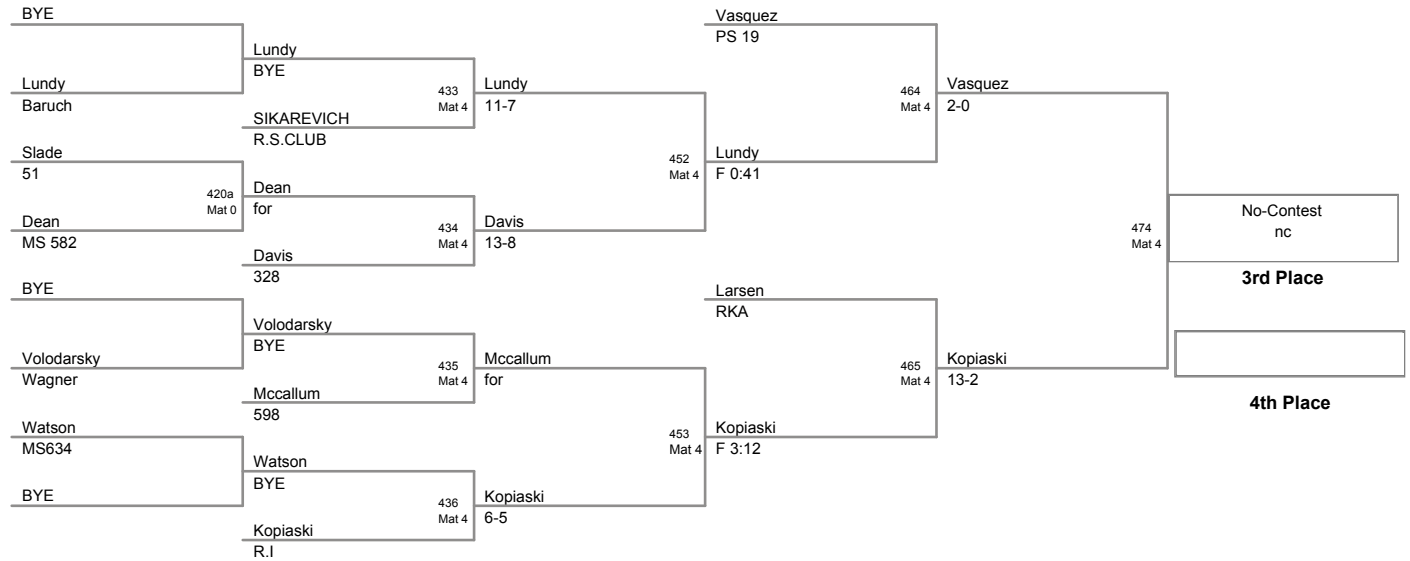 BYE
Lundy
Baruch
Slade
51
Dean
MS 582
BYE
Volodarsky
Wagner
Watson
MS634
BYE
420a
Mat 0
Lundy
BYE
SIKAREVICH
R.S.CLUB
Dean
for
Davis
328
Volodarsky
BYE
Mccallum
598
Watson
BYE
Kopiaski
R.I
433
Mat 4
434
Mat 4
435
Mat 4
436
Mat 4
Lundy
11-7
Davis
13-8
Mccallum
for
Kopiaski
6-5
452
Mat 4
453
Mat 4
Vasquez
PS 19
Lundy
F 0:41
Larsen
RKA
Kopiaski
F 3:12
464
Mat 4
465
Mat 4
Vasquez
2-0
Kopiaski
13-2
474
Mat 4
No-Contest
nc
3rd Place
4th Place